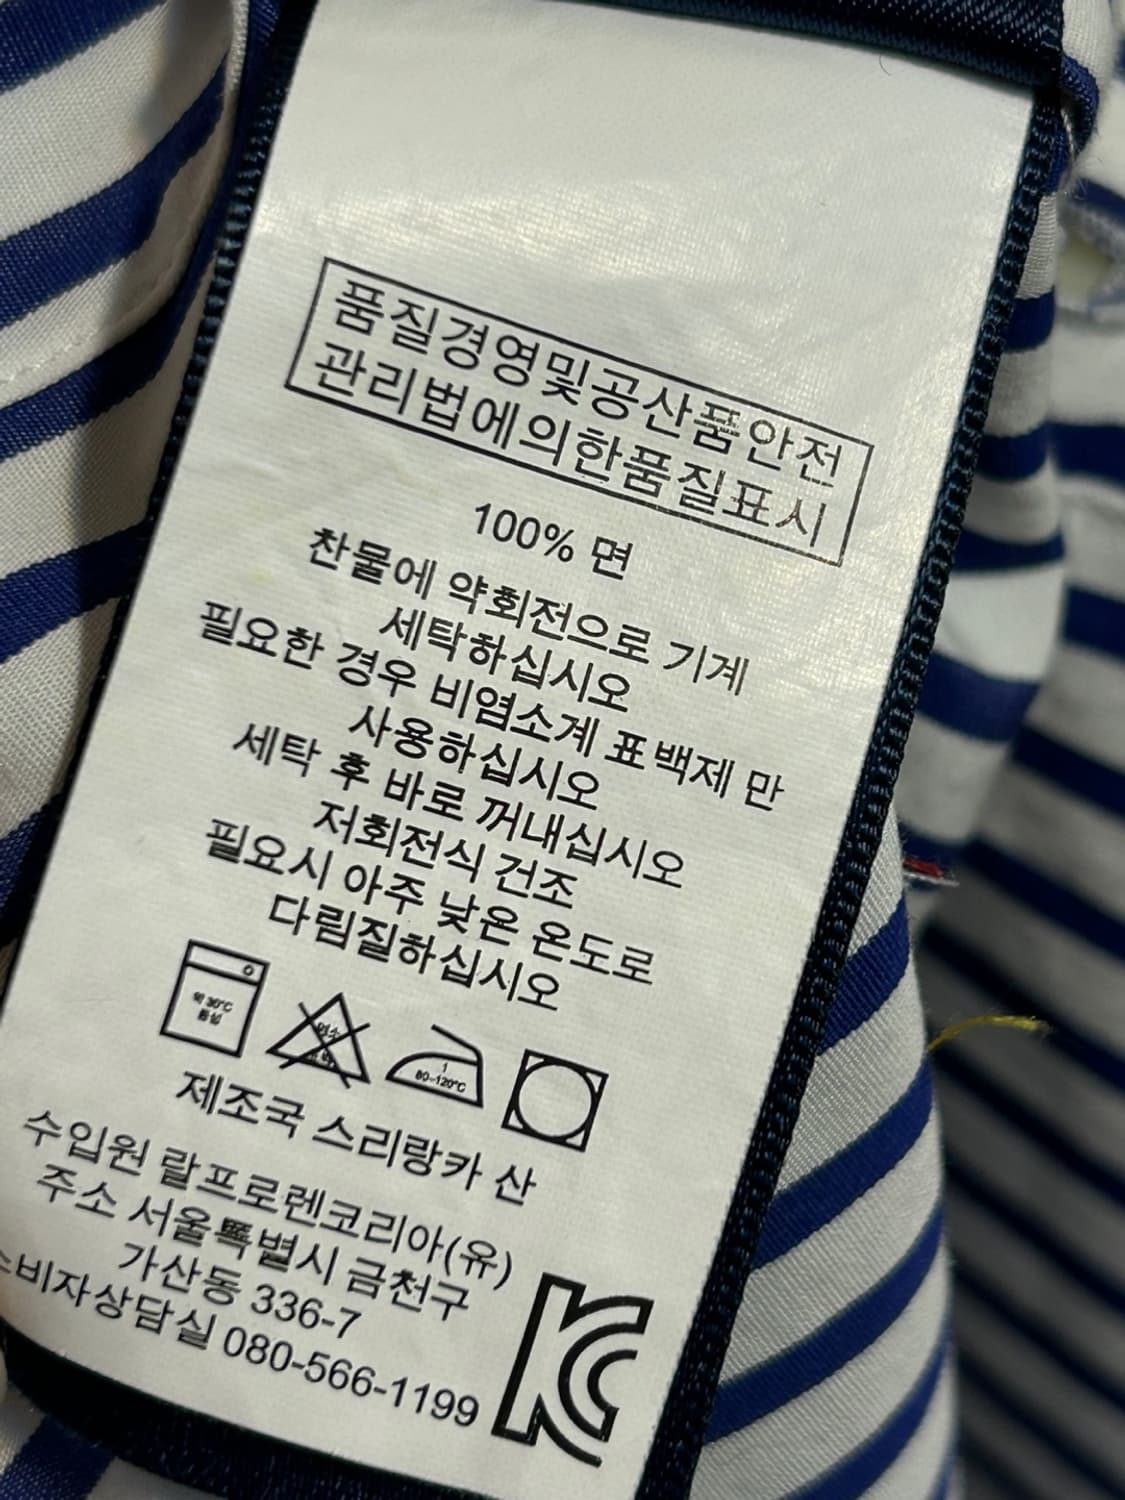 품질경영및공산품안전
관리법에의한품질표시
100% 면
찬물에 약회전으로 기계
세탁하십시오
필요한 경우 비염소계 표백제 만
사용하십시오
세탁 후 바로 꺼내십시오
저회전식 건조
필요시 아주 낮은 온도로
다림질하십시오
약 30℃
중성
염소
표백
1
80~120℃
제조국 스리랑카 산
수입원 랄프로렌코리아(유)
주소 서울특별시 금천구
가산동 336-7
소비자상담실 080-566-1199
KC